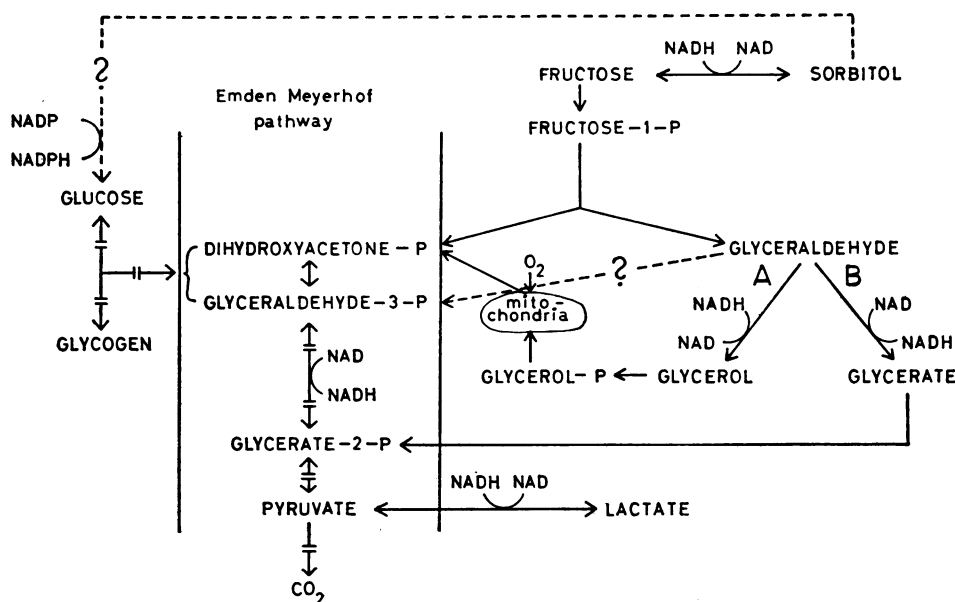 NADH NAD
FRUCTOSE SORBITOL
?
Emden Meyerhof
pathway
NADP
NADPH
FRUCTOSE-1-P
GLUCOSE
DIHYDROXYACETONE-P
GLYCERALDEHYDE
O2
?
A B
GLYCERALDEHYDE-3-P
mito-
chondria
NADH NAD
NAD NADH
GLYCOGEN
NAD
NADH
GLYCEROL-P GLYCEROL GLYCERATE
GLYCERATE-2-P
NADH NAD
PYRUVATE LACTATE
CO2